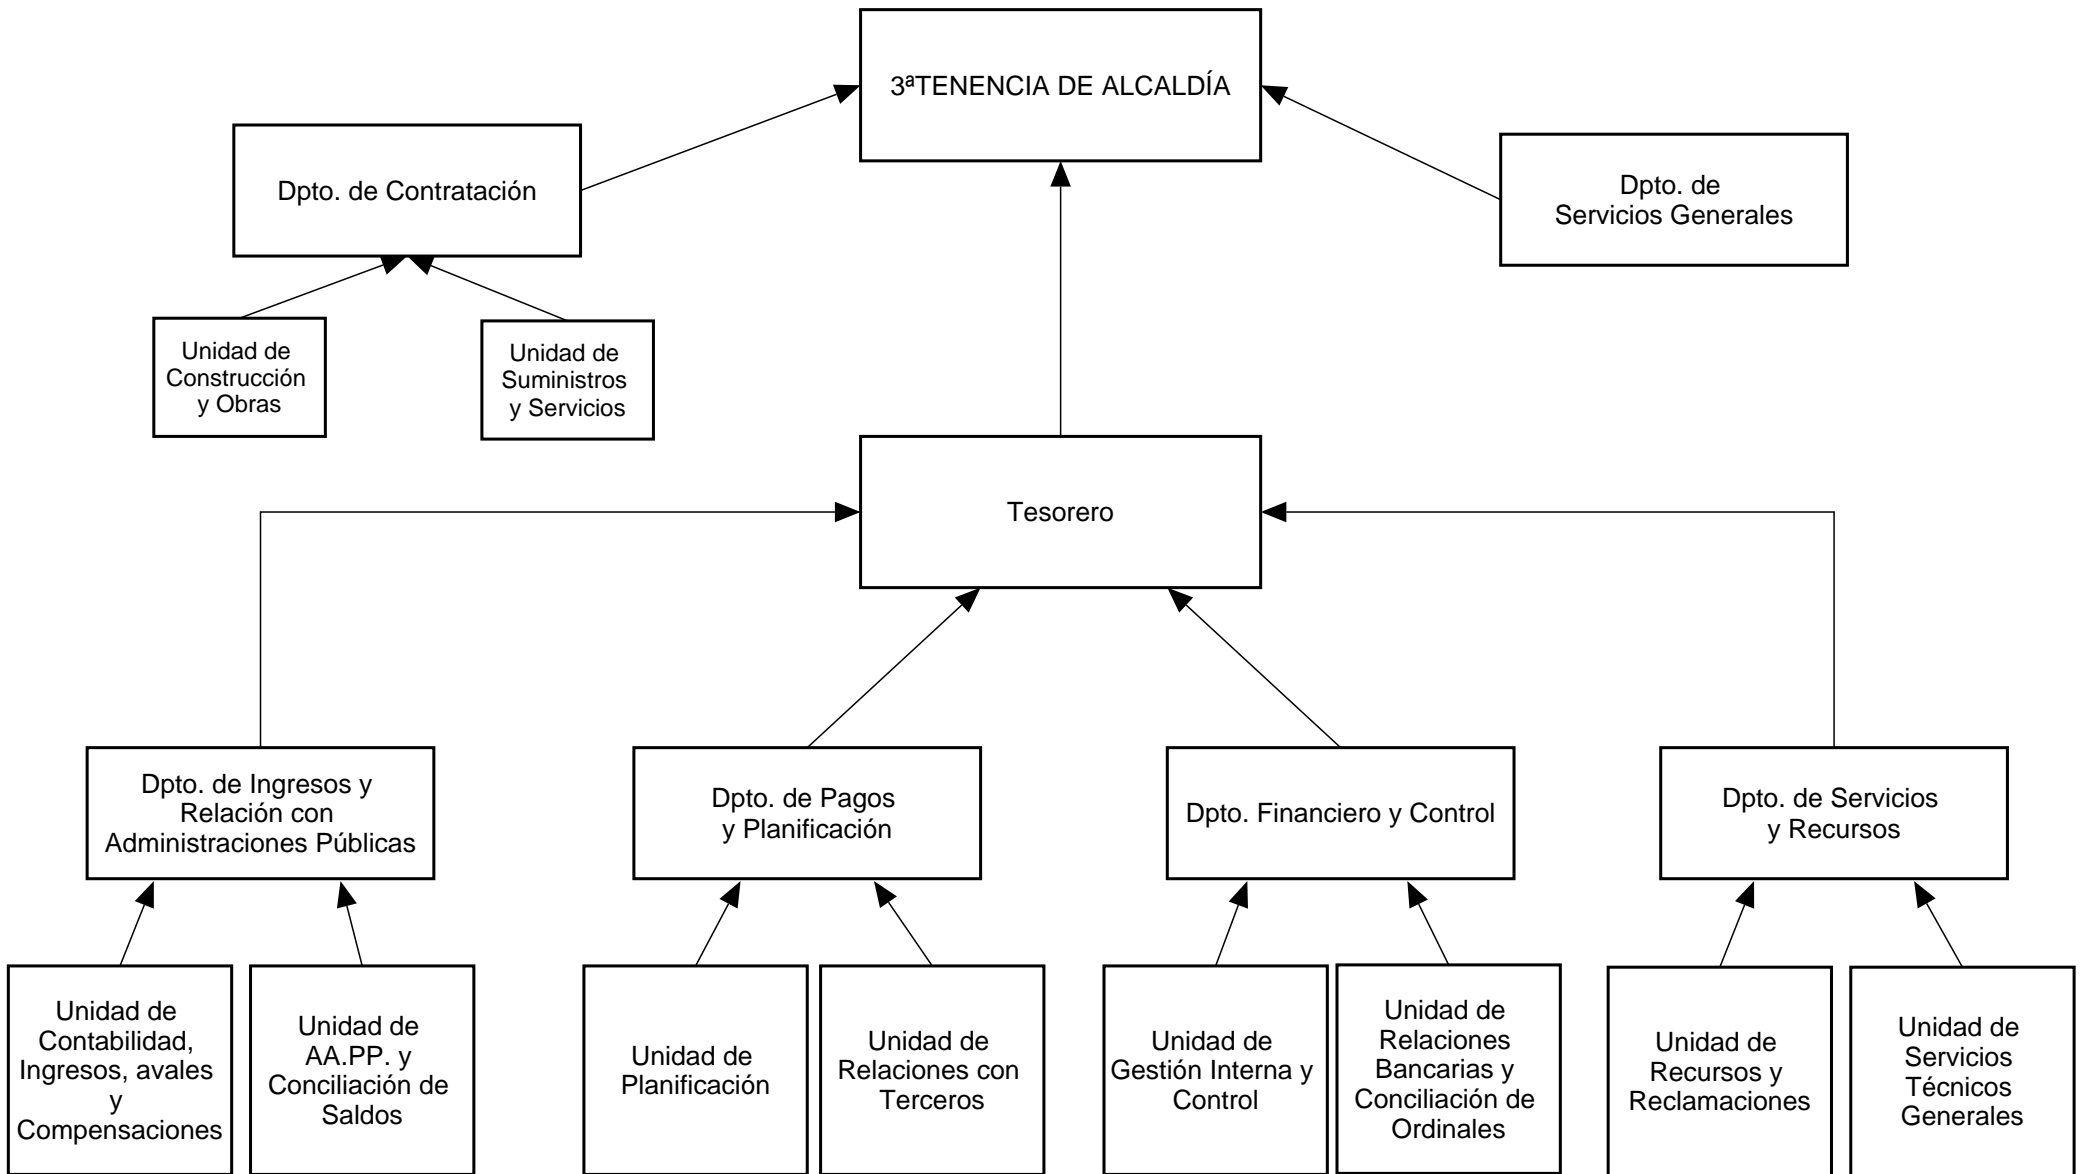 3ªTENENCIA DE ALCALDÍA
Dpto. de Contratación
Dpto. de
Servicios Generales
Unidad de
Construcción
y Obras
Unidad de
Suministros
y Servicios
Tesorero
Dpto. de Ingresos y
Relación con
Administraciones Públicas
Dpto. de Pagos
y Planificación
Dpto. Financiero y Control
Dpto. de Servicios
y Recursos
Unidad de
Contabilidad,
Ingresos, avales
y
Compensaciones
Unidad de
AA.PP. y
Conciliación de
Saldos
Unidad de
Planificación
Unidad de
Relaciones con
Terceros
Unidad de
Gestión Interna y
Control
Unidad de
Relaciones
Bancarias y
Conciliación de
Ordinales
Unidad de
Recursos y
Reclamaciones
Unidad de
Servicios
Técnicos
Generales